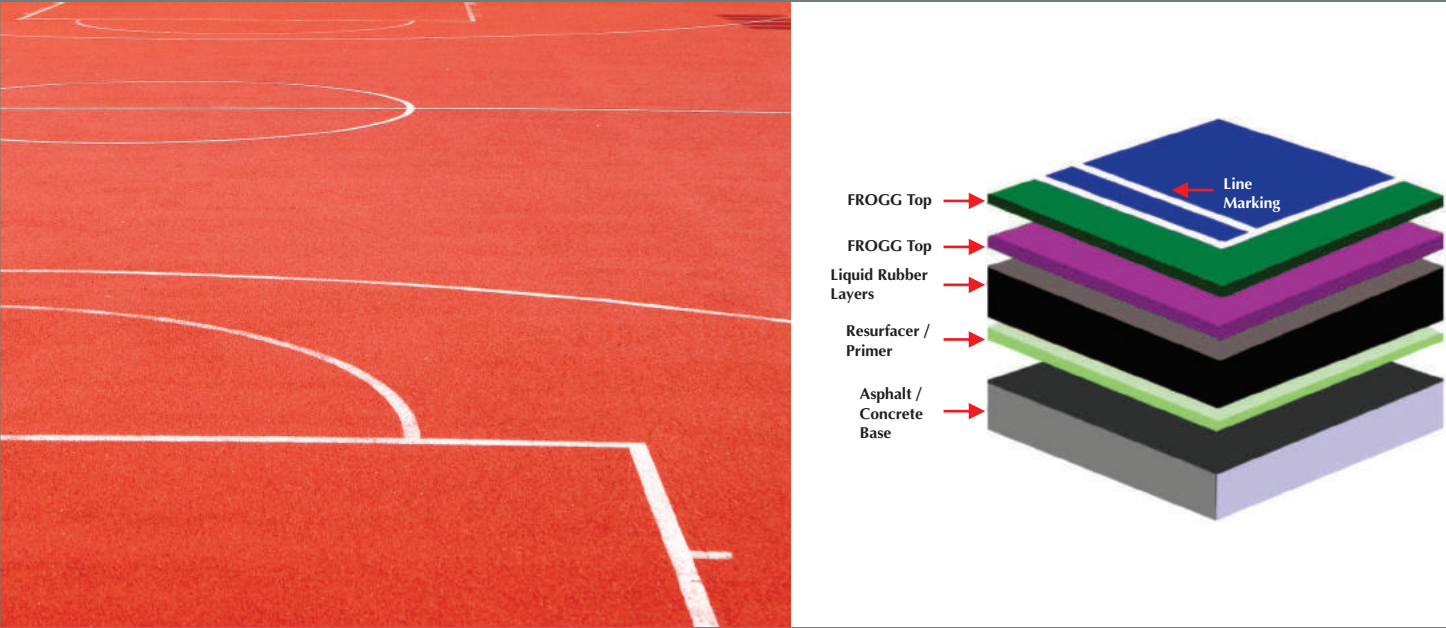 FROGG Top
Line
Marking
FROGG Top
Liquid Rubber
Layers
Resurfacer /
Primer
Asphalt /
Concrete
Base